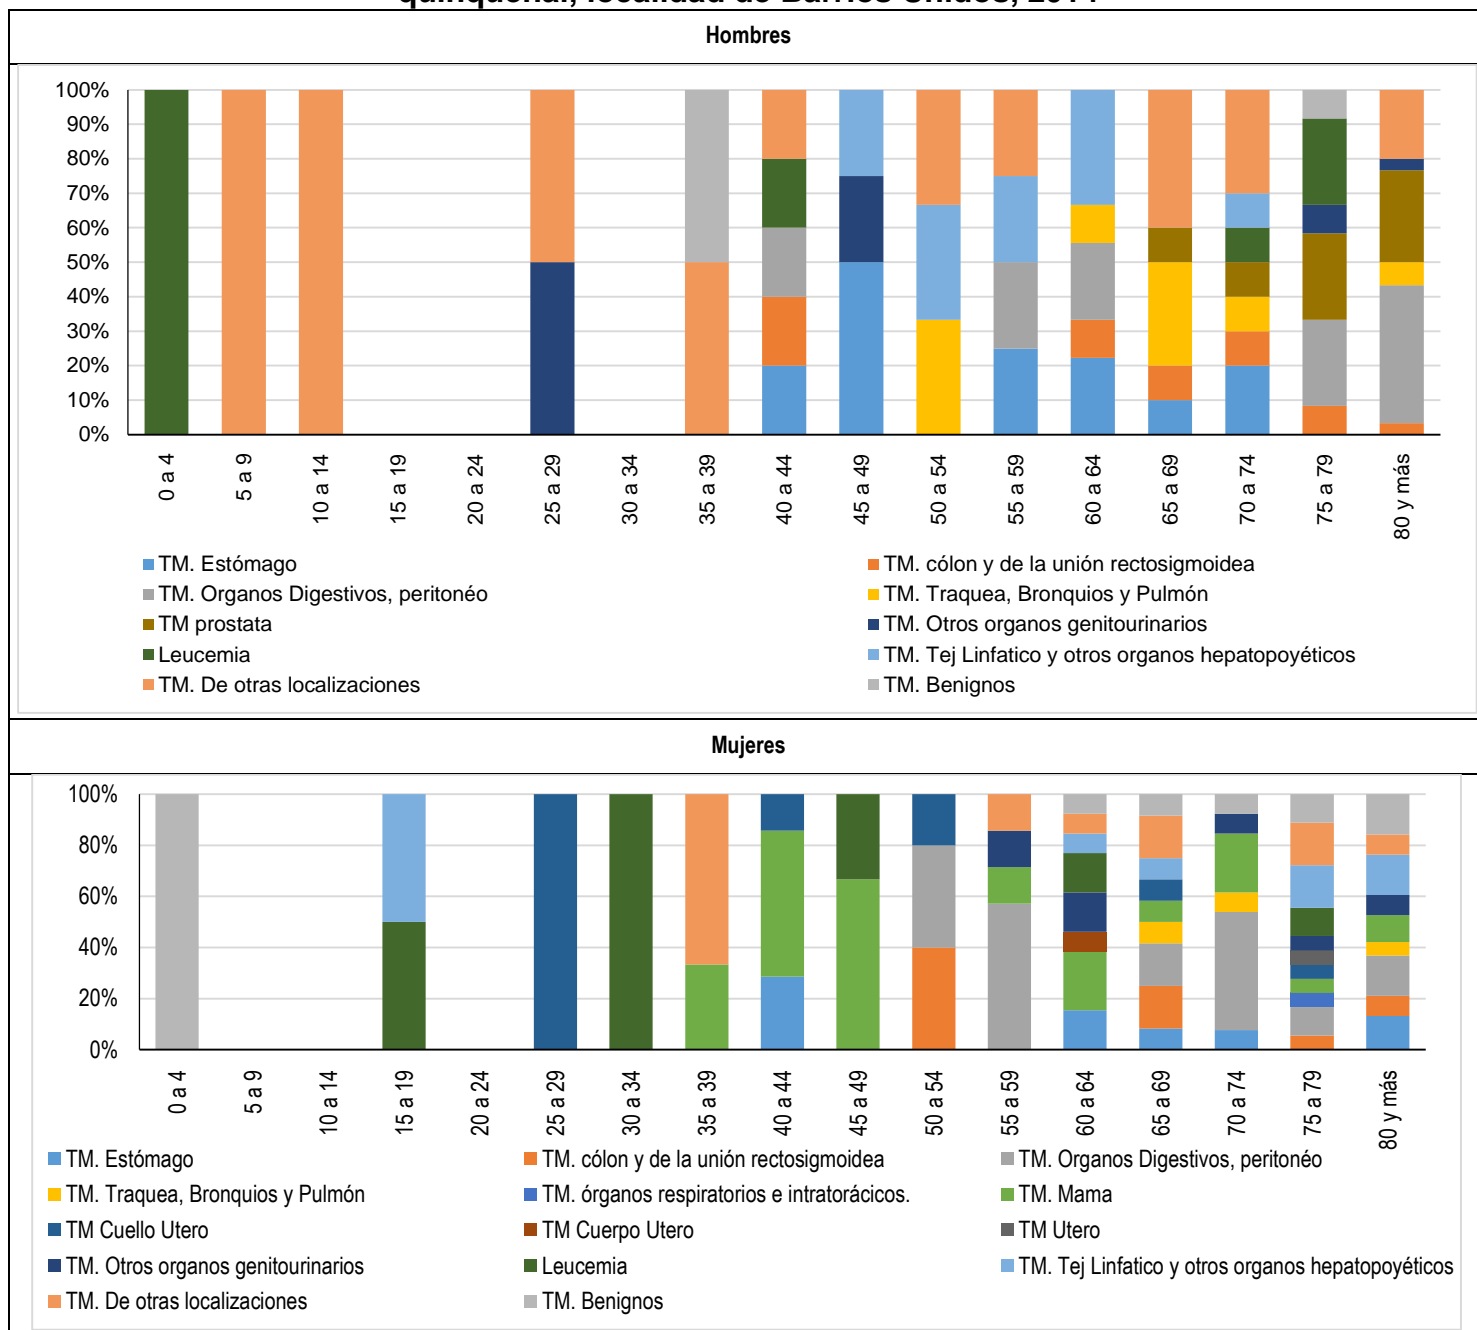 quinquenal, localidad de Barrios Unidos, 2014
Hombres
100%
90%
80%
70%
60%
50%
40%
30%
20%
10%
0%
0 a 4
5 a 9
10 a 14
15 a 19
20 a 24
25 a 29
30 a 34
35 a 39
40 a 44
45 a 49
50 a 54
55 a 59
60 a 64
65 a 69
70 a 74
75 a 79
80 y más
TM. Estómago
TM. cólon y de la unión rectosigmoidea
TM. Organos Digestivos, peritonéo
TM. Traquea, Bronquios y Pulmón
TM prostata
TM. Otros organos genitourinarios
Leucemia
TM. Tej Linfatico y otros organos hepatopoyéticos
TM. De otras localizaciones
TM. Benignos
Mujeres
100%
80%
60%
40%
20%
0%
0 a 4
5 a 9
10 a 14
15 a 19
20 a 24
25 a 29
30 a 34
35 a 39
40 a 44
45 a 49
50 a 54
55 a 59
60 a 64
65 a 69
70 a 74
75 a 79
80 y más
TM. Estómago
TM. cólon y de la unión rectosigmoidea
TM. Organos Digestivos, peritonéo
TM. Traquea, Bronquios y Pulmón
TM. órganos respiratorios e intratorácicos.
TM. Mama
TM Cuello Utero
TM Cuerpo Utero
TM Utero
TM. Otros organos genitourinarios
Leucemia
TM. Tej Linfatico y otros organos hepatopoyéticos
TM. De otras localizaciones
TM. Benignos